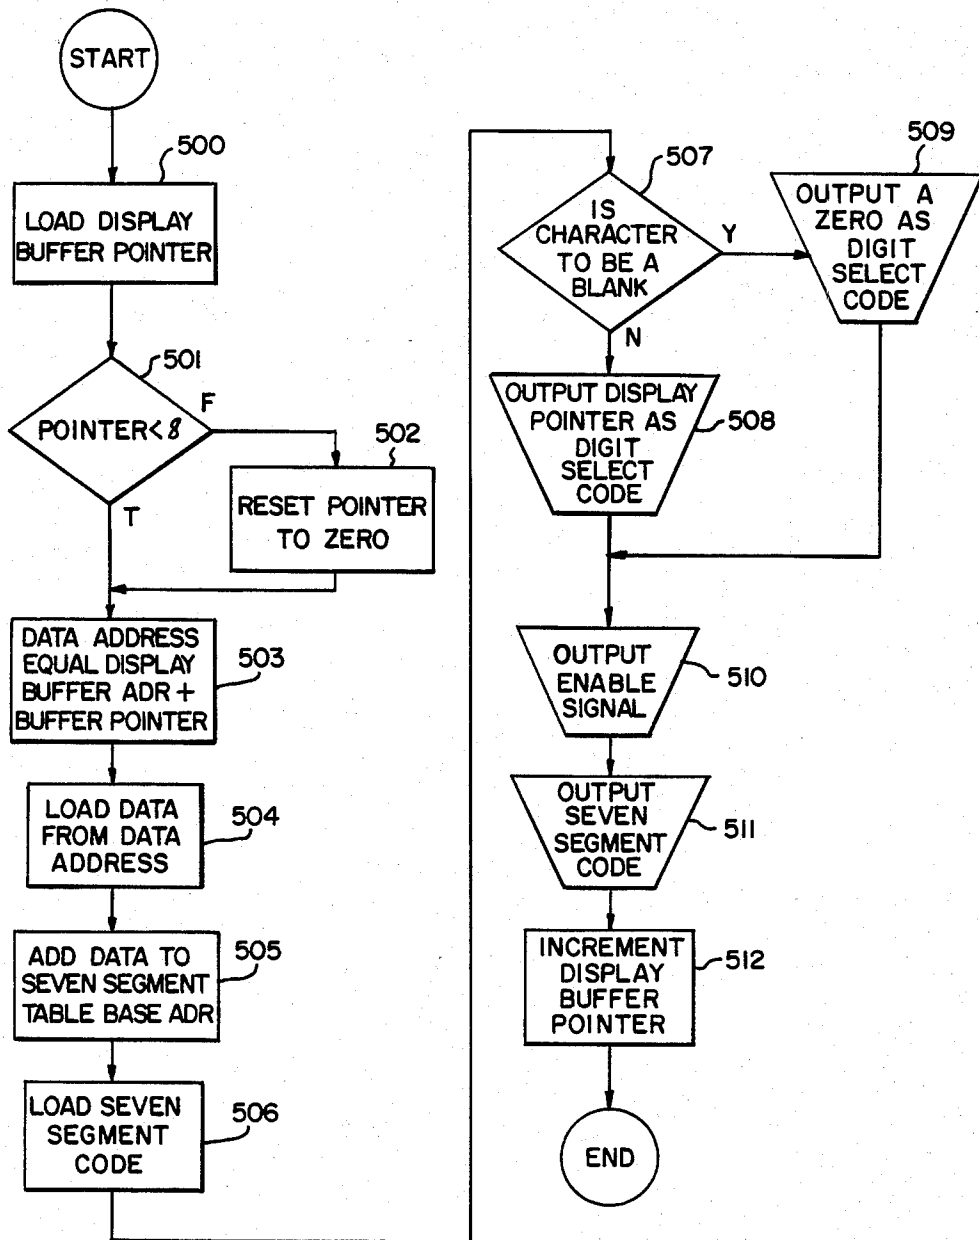 START
500
LOAD DISPLAY
BUFFER POINTER
501
POINTER<8
F
T
502
RESET POINTER
TO ZERO
DATA ADDRESS
EQUAL DISPLAY
BUFFER ADR +
BUFFER POINTER
503
LOAD DATA
FROM DATA
ADDRESS
504
ADD DATA TO
SEVEN SEGMENT
TABLE BASE ADR
505
LOAD SEVEN
SEGMENT
CODE
506
507
IS
CHARACTER
TO BE A
BLANK
Y
N
509
OUTPUT A
ZERO AS
DIGIT
SELECT
CODE
OUTPUT DISPLAY
POINTER AS
DIGIT
SELECT
CODE
508
OUTPUT
ENABLE
SIGNAL
510
OUTPUT
SEVEN
SEGMENT
CODE
511
INCREMENT
DISPLAY
BUFFER
POINTER
512
END